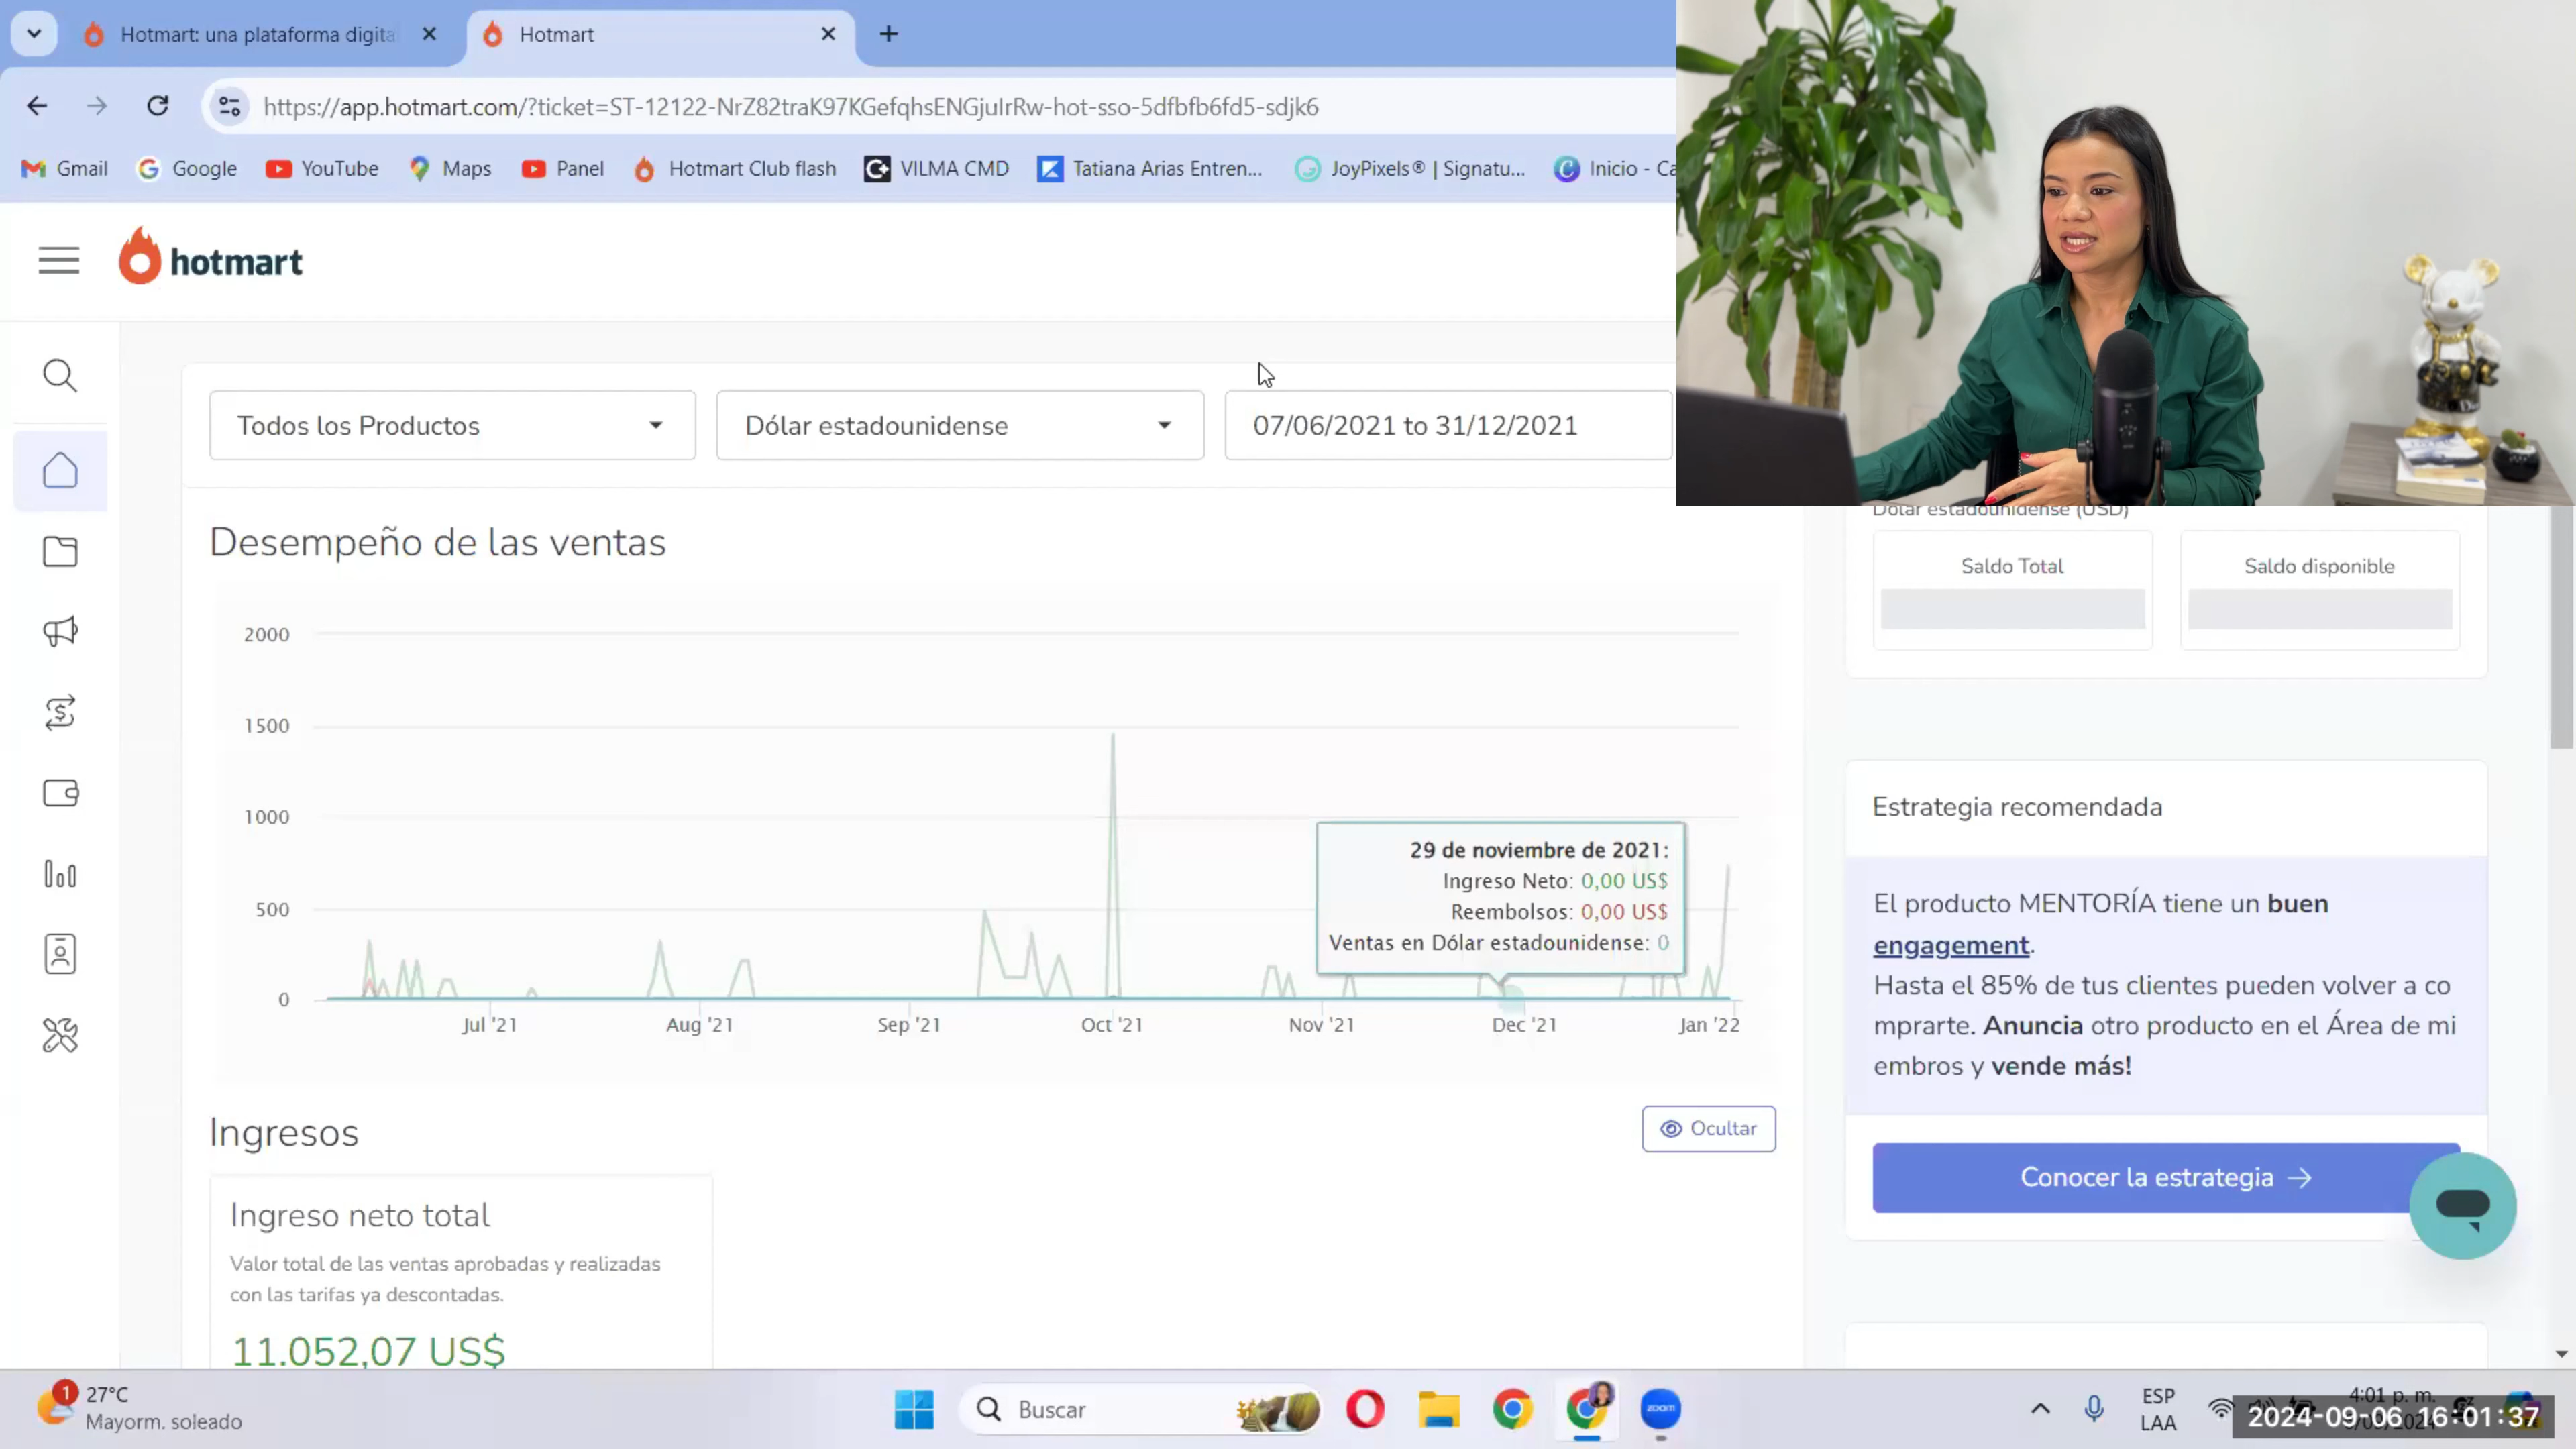 Hotmart: una plataforma digita
Hotmart
https://app.hotmart.com/?ticket=ST-12122-NrZ82traK97KGefqhsENGjuIrRw-hot-sso-5dfbfb6fd5-sdjk6
Gmail
Google
YouTube
Maps
Panel
Hotmart Club flash
VILMA CMD
Tatiana Arias Entren...
JoyPixels® | Signatu...
Inicio - Ca
hotmart
Todos los Productos
Dólar estadounidense
07/06/2021 to 31/12/2021
Desempeño de las ventas
2000
1500
1000
500
0
Jul '21
Aug '21
Sep '21
Oct '21
Nov '21
Dec '21
Jan '22
29 de noviembre de 2021:
Ingreso Neto: 0,00 US$
Reembolsos: 0,00 US$
Ventas en Dólar estadounidense: 0
Ingresos
Ocultar
Ingreso neto total
Valor total de las ventas aprobadas y realizadas
con las tarifas ya descontadas.
11.052,07 US$
Dólar estadounidense (USD)
Saldo Total
Saldo disponible
Estrategia recomendada
El producto MENTORÍA tiene un buen
engagement.
Hasta el 85% de tus clientes pueden volver a co
mprarte. Anuncia otro producto en el Área de mi
embros y vende más!
Conocer la estrategia →
1
27°C
Mayorm. soleado
Buscar
zoom
ESP
LAA
4:01 p. m.
2024-09-06 16:01:37